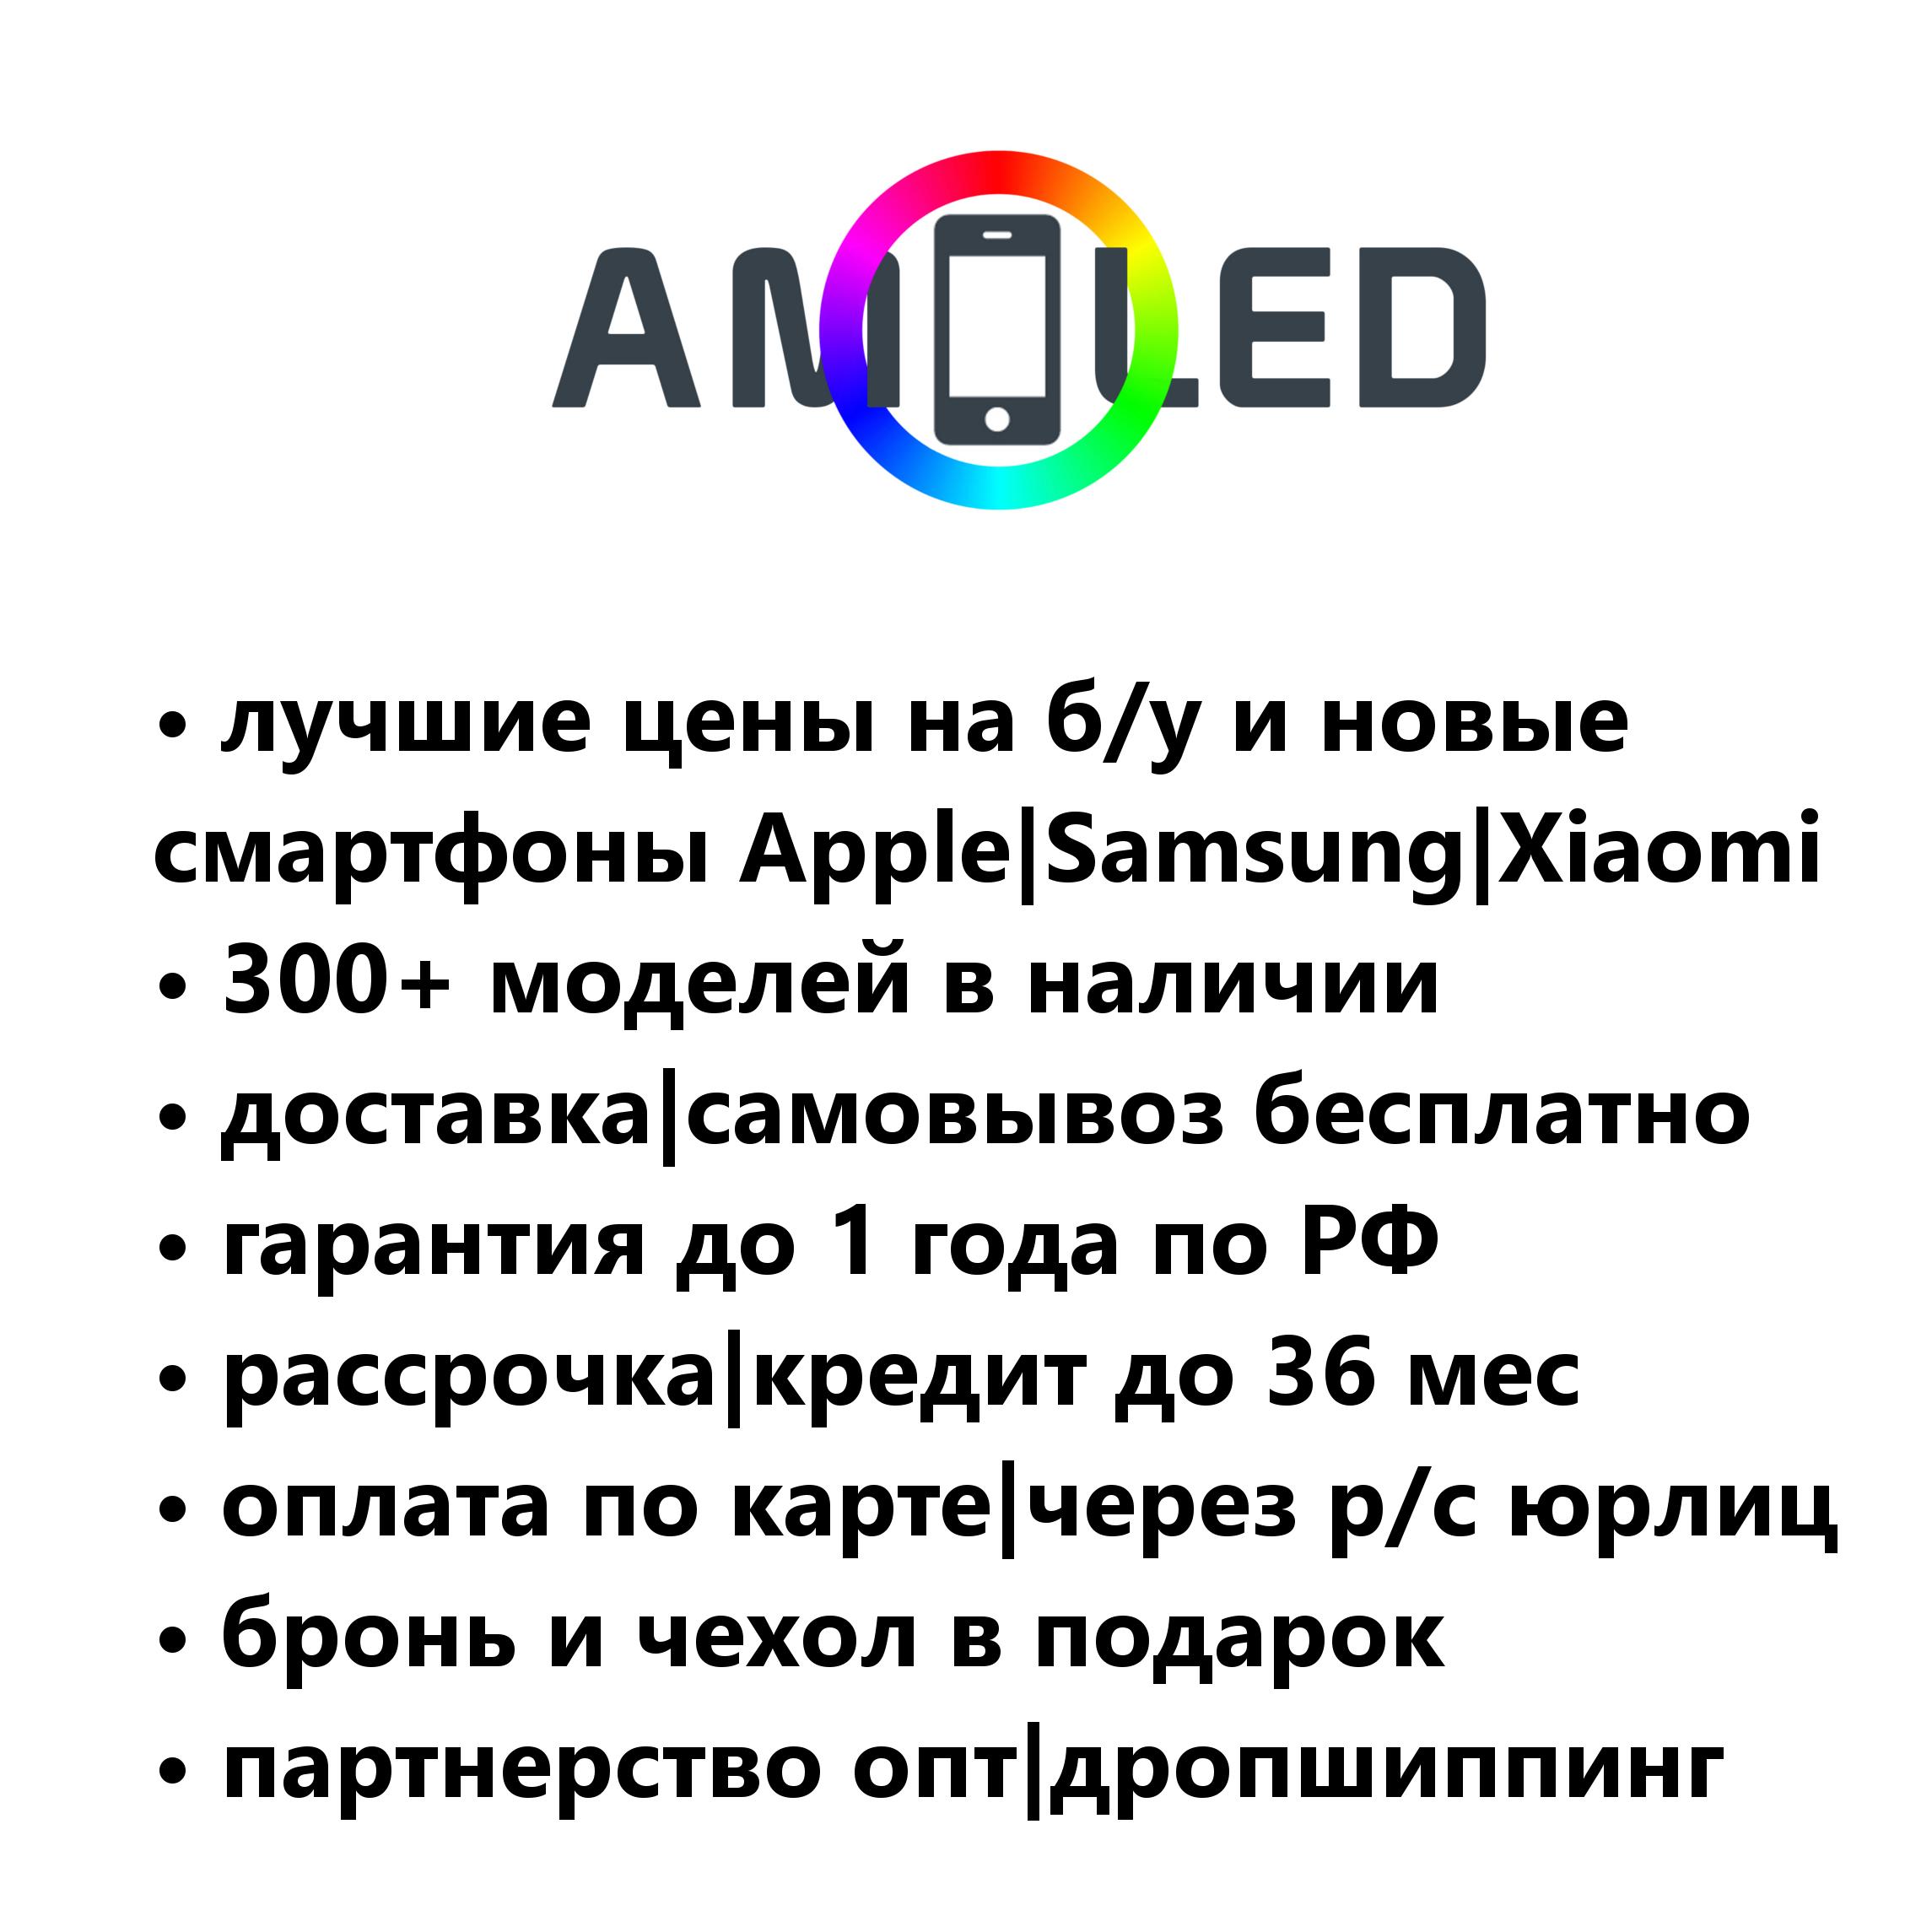 AMOLED
• лучшие цены на б/у и новые
смартфоны Apple|Samsung|Xiaomi
• 300+ моделей в наличии
• доставка|самовывоз бесплатно
• гарантия до 1 года по РФ
• рассрочка|кредит до 36 мес
• оплата по карте|через р/с юрлиц
• бронь и чехол в подарок
• партнерство опт|дропшиппинг